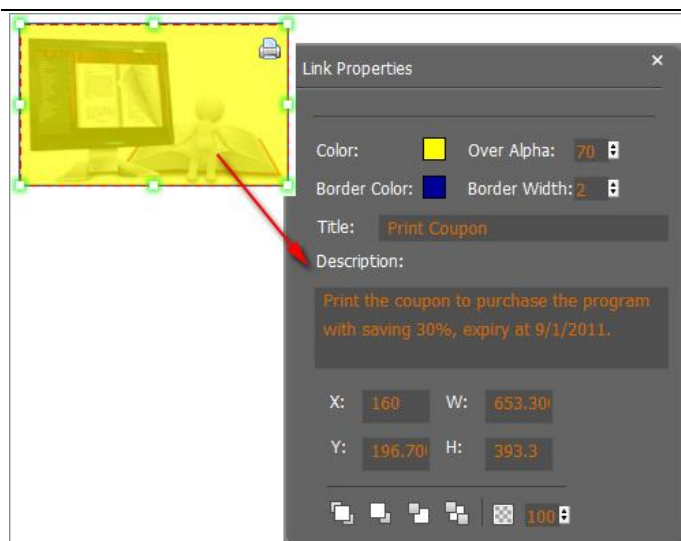 Link Properties ×
Color: Over Alpha: 70
Border Color: Border Width: 2
Title: Print Coupon
Description:
Print the coupon to purchase the program
with saving 30%, expiry at 9/1/2011.
X: 160 W: 653.30
Y: 196.70 H: 393.3
100